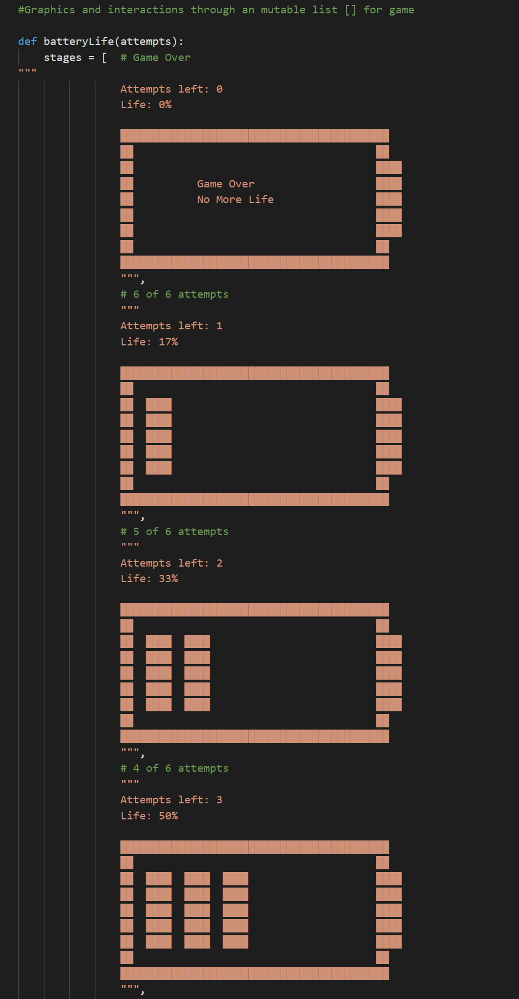 #Graphics and interactions through an mutable list [] for game
def batteryLife(attempts):
stages = [  # Game Over
"""
Attempts left: 0
Life: 0%
Game Over
No More Life
""",
# 6 of 6 attempts
"""
Attempts left: 1
Life: 17%
""",
# 5 of 6 attempts
"""
Attempts left: 2
Life: 33%
""",
# 4 of 6 attempts
"""
Attempts left: 3
Life: 50%
""",